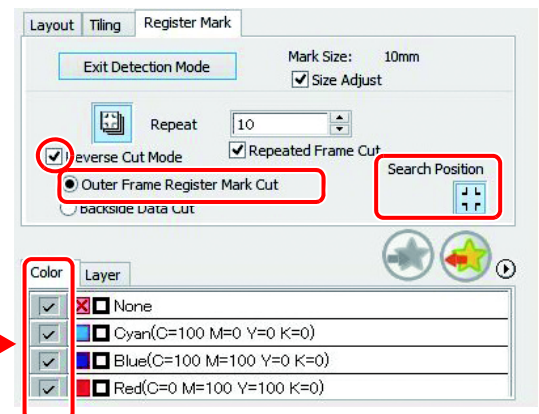 Layout Tiling Register Mark
Exit Detection Mode
Mark Size: 10mm
Size Adjust
Repeat 10
Reverse Cut Mode
Repeated Frame Cut
Search Position
Outer Frame Register Mark Cut
Backside Data Cut
Color Layer
None
Cyan(C=100 M=0 Y=0 K=0)
Blue(C=100 M=100 Y=0 K=0)
Red(C=0 M=100 Y=100 K=0)